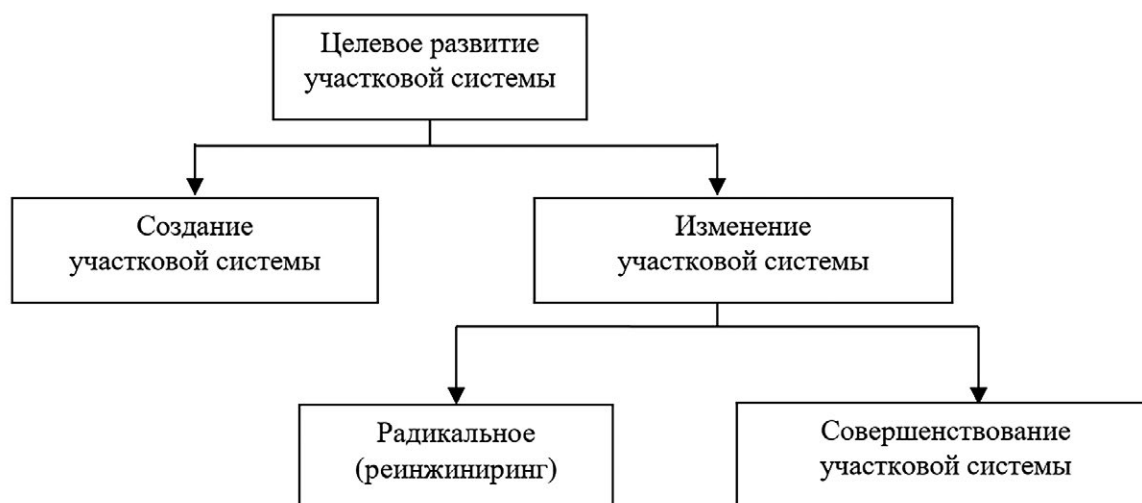 Целевое развитие
участковой системы
Создание
участковой системы
Изменение
участковой системы
Радикальное
(реинжиниринг)
Совершенствование
участковой системы